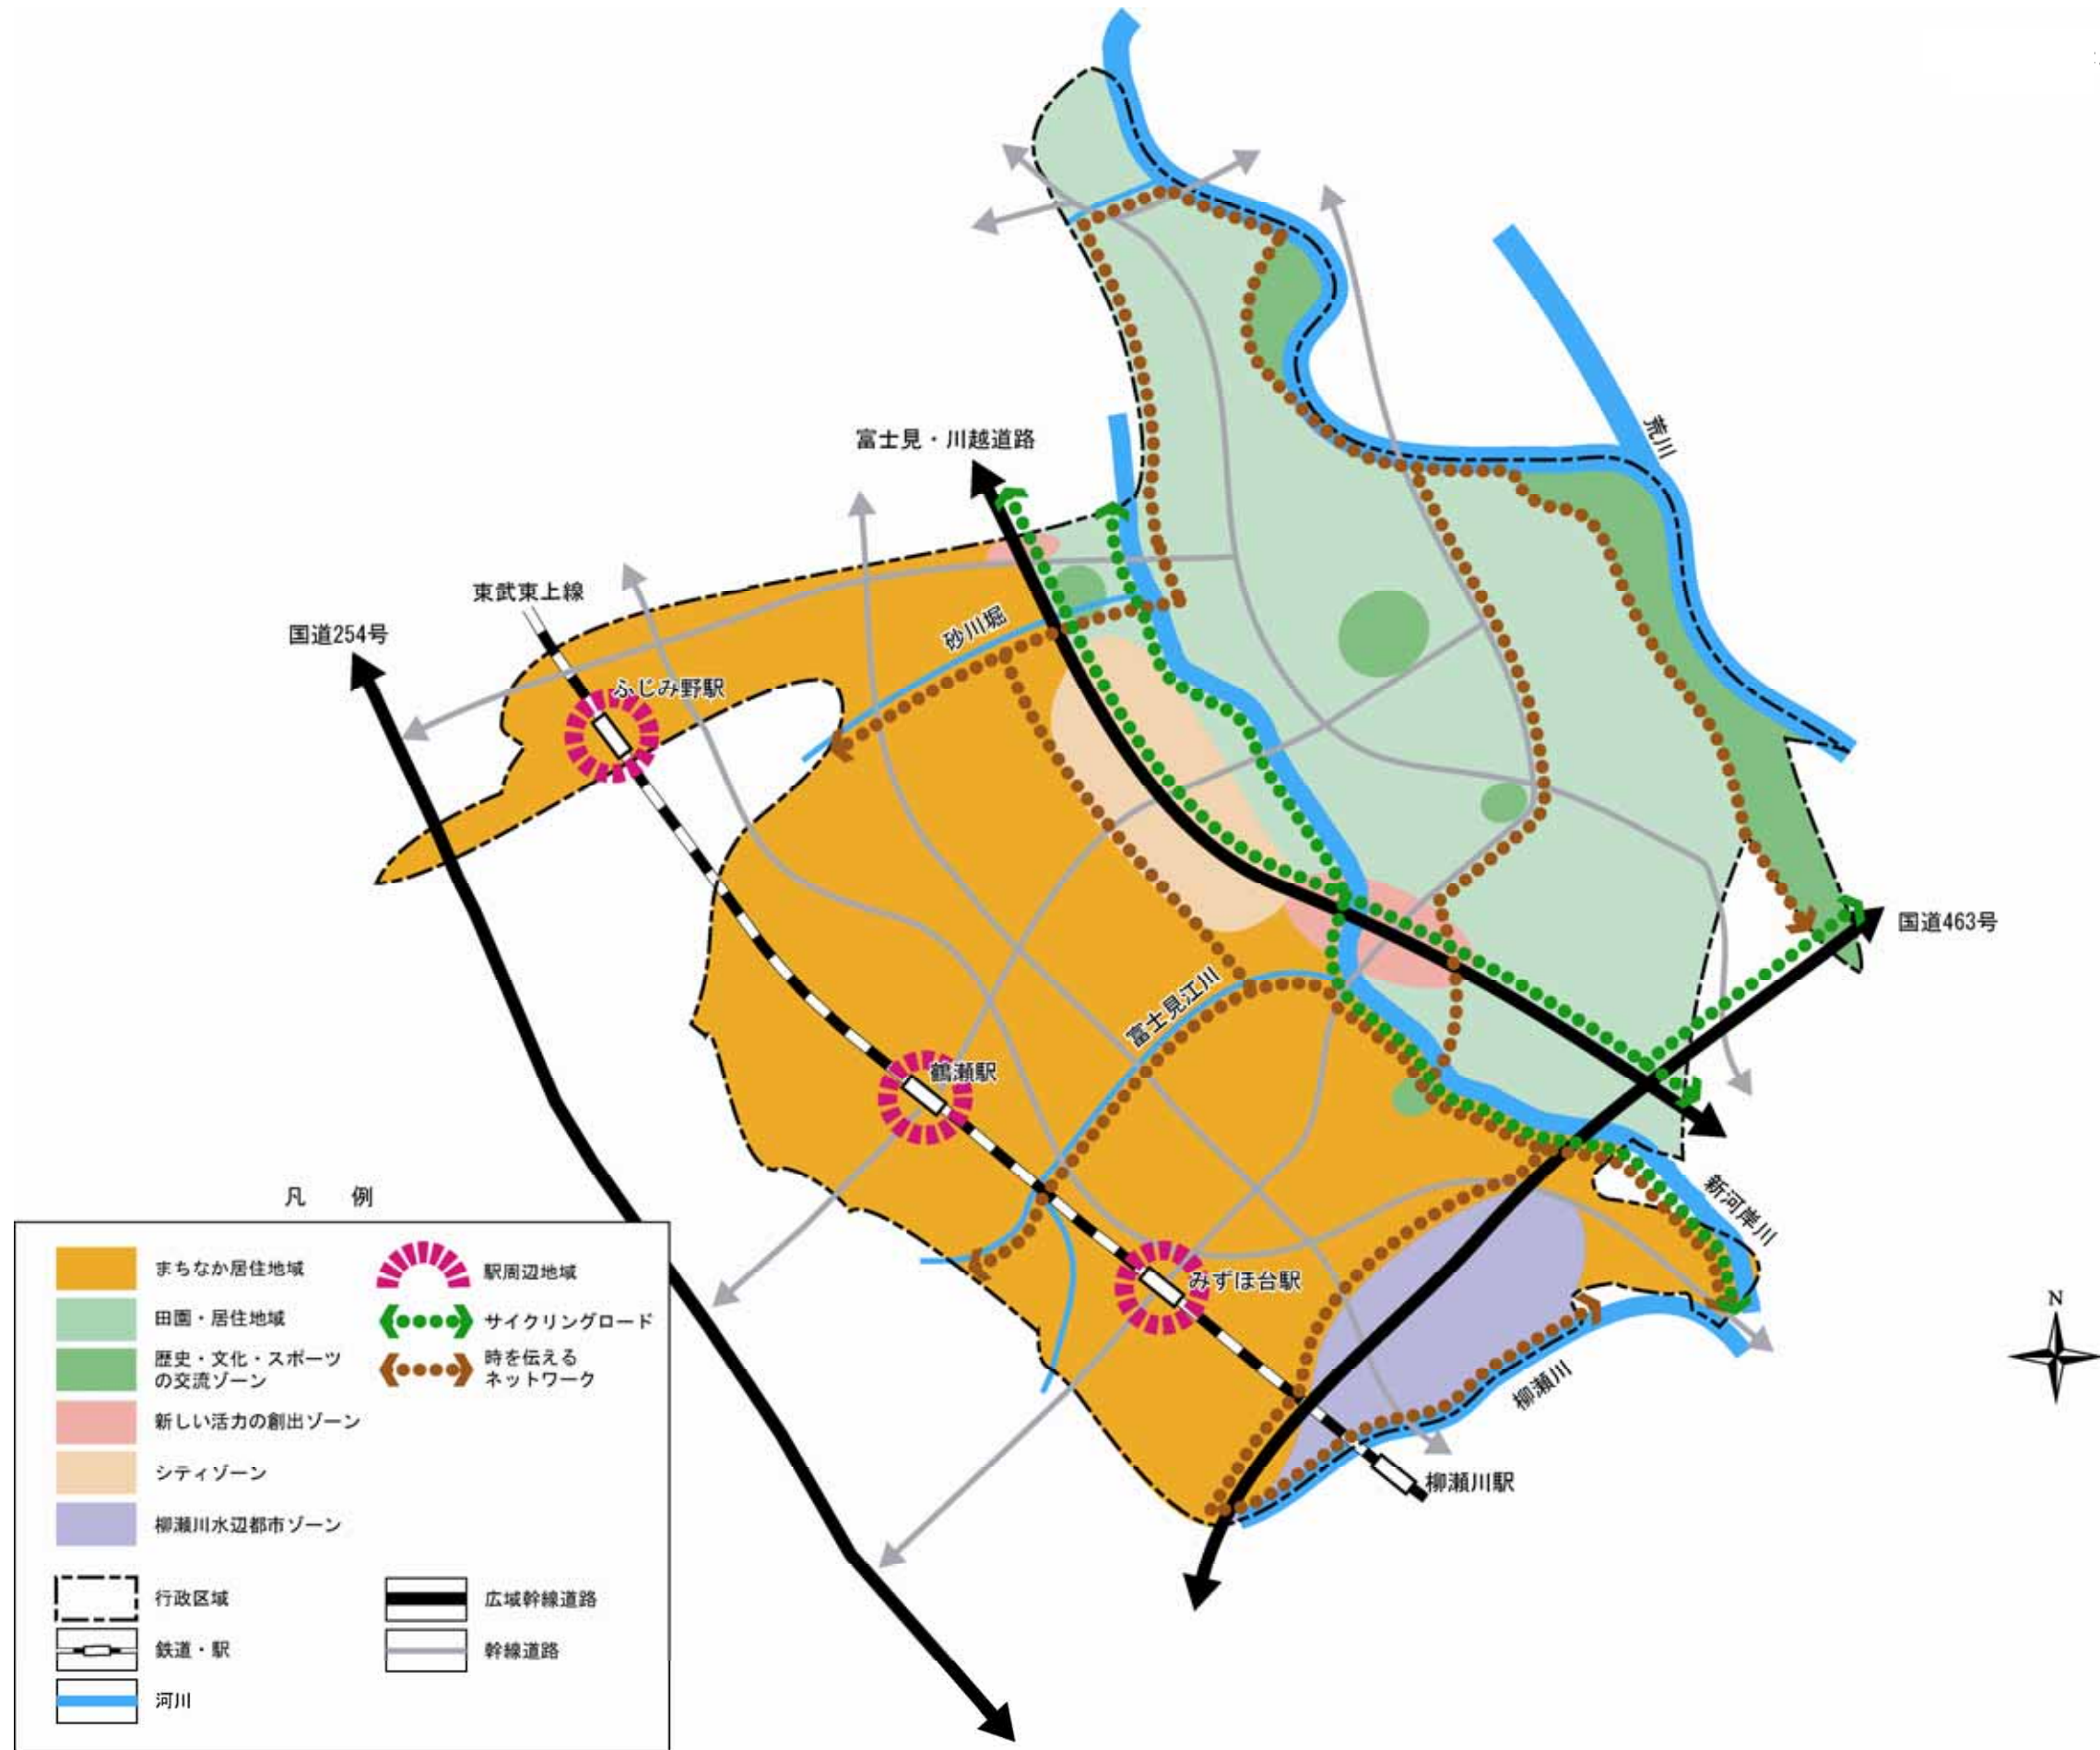 荒川
富士見・川越道路
東武東上線
国道254号
砂川堀
ふじみ野駅
国道463号
富士見江川
鶴瀬駅
新河岸川
みずほ台駅
柳瀬川
柳瀬川駅
N
凡 例
まちなか居住地域
田園・居住地域
歴史・文化・スポーツ
の交流ゾーン
新しい活力の創出ゾーン
シティゾーン
柳瀬川水辺都市ゾーン
行政区域
鉄道・駅
河川
駅周辺地域
サイクリングロード
時を伝える
ネットワーク
広域幹線道路
幹線道路